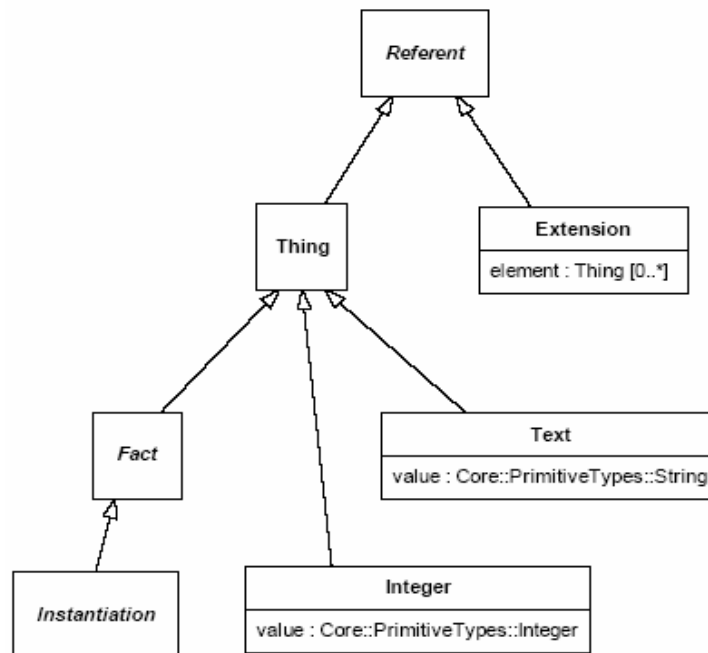 Referent
Thing
Extension
element : Thing [0..*]
Fact
Text
value : Core::PrimitiveTypes::String
Instantiation
Integer
value : Core::PrimitiveTypes::Integer